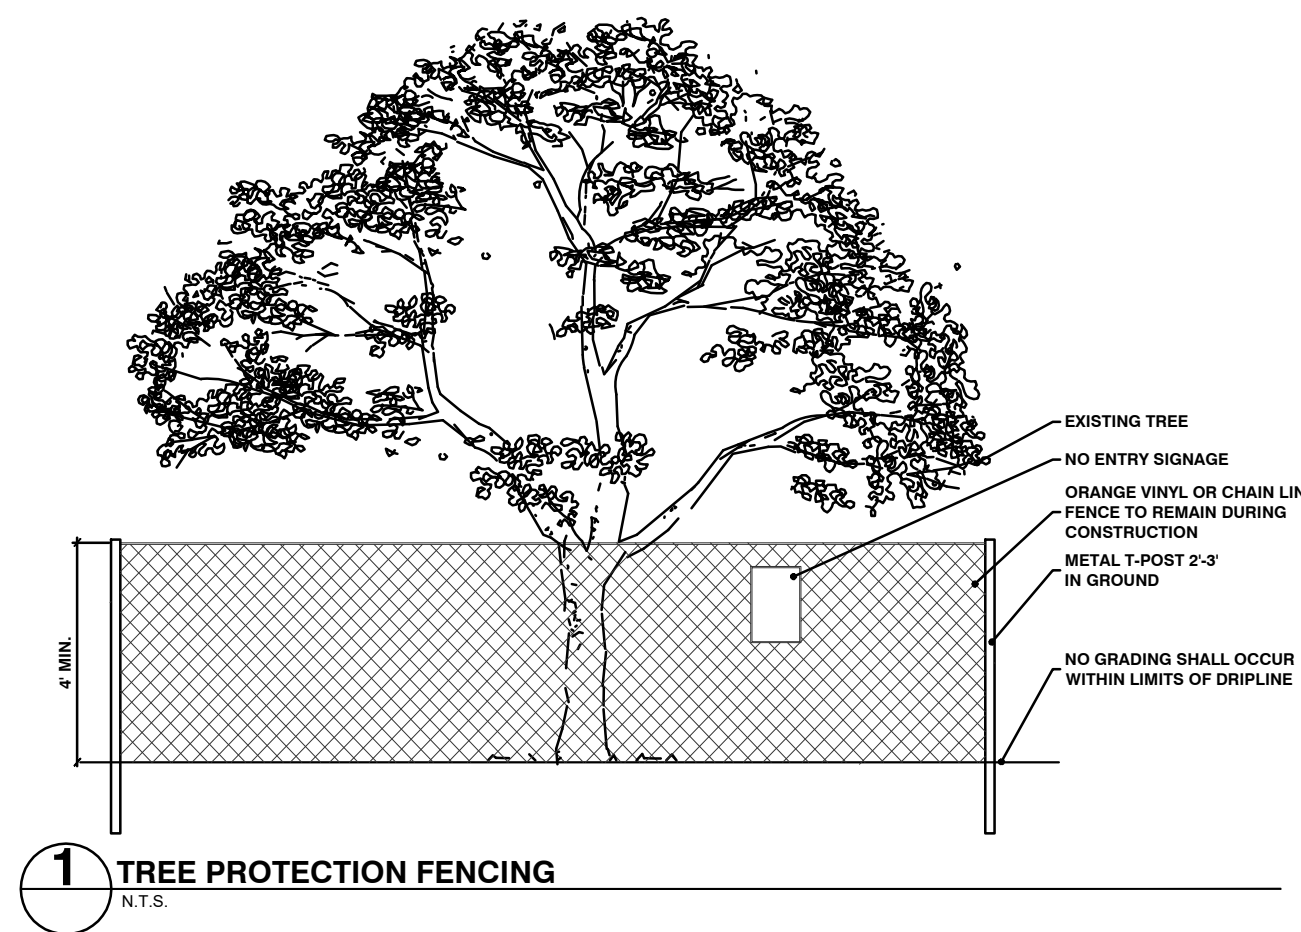 EXISTING TREE
NO ENTRY SIGNAGE
ORANGE VINYL OR CHAIN
FENCE TO REMAIN DURING
CONSTRUCTION
METAL T-POST 2'-3'
IN GROUND
4' MIN.
NO GRADING SHALL OCCUR
WITHIN LIMITS OF DRIPLINE
1
TREE PROTECTION FENCING
N.T.S.